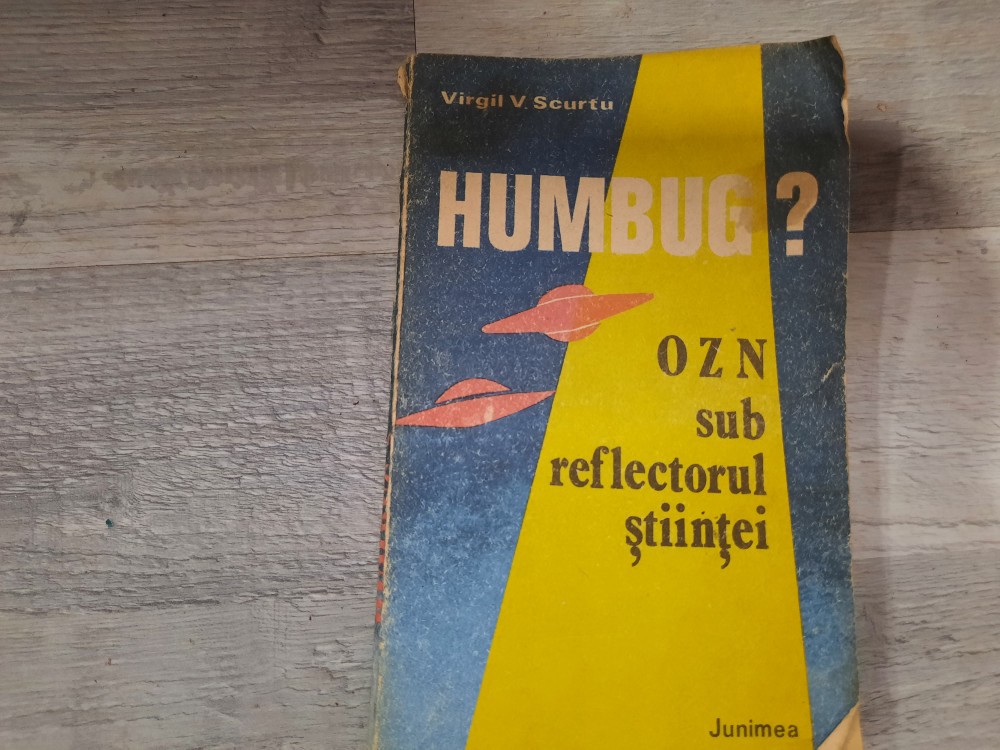 Virgil V. Scurtu
HUMBUG ?
OZN
sub
reflectorul
științei
Junimea